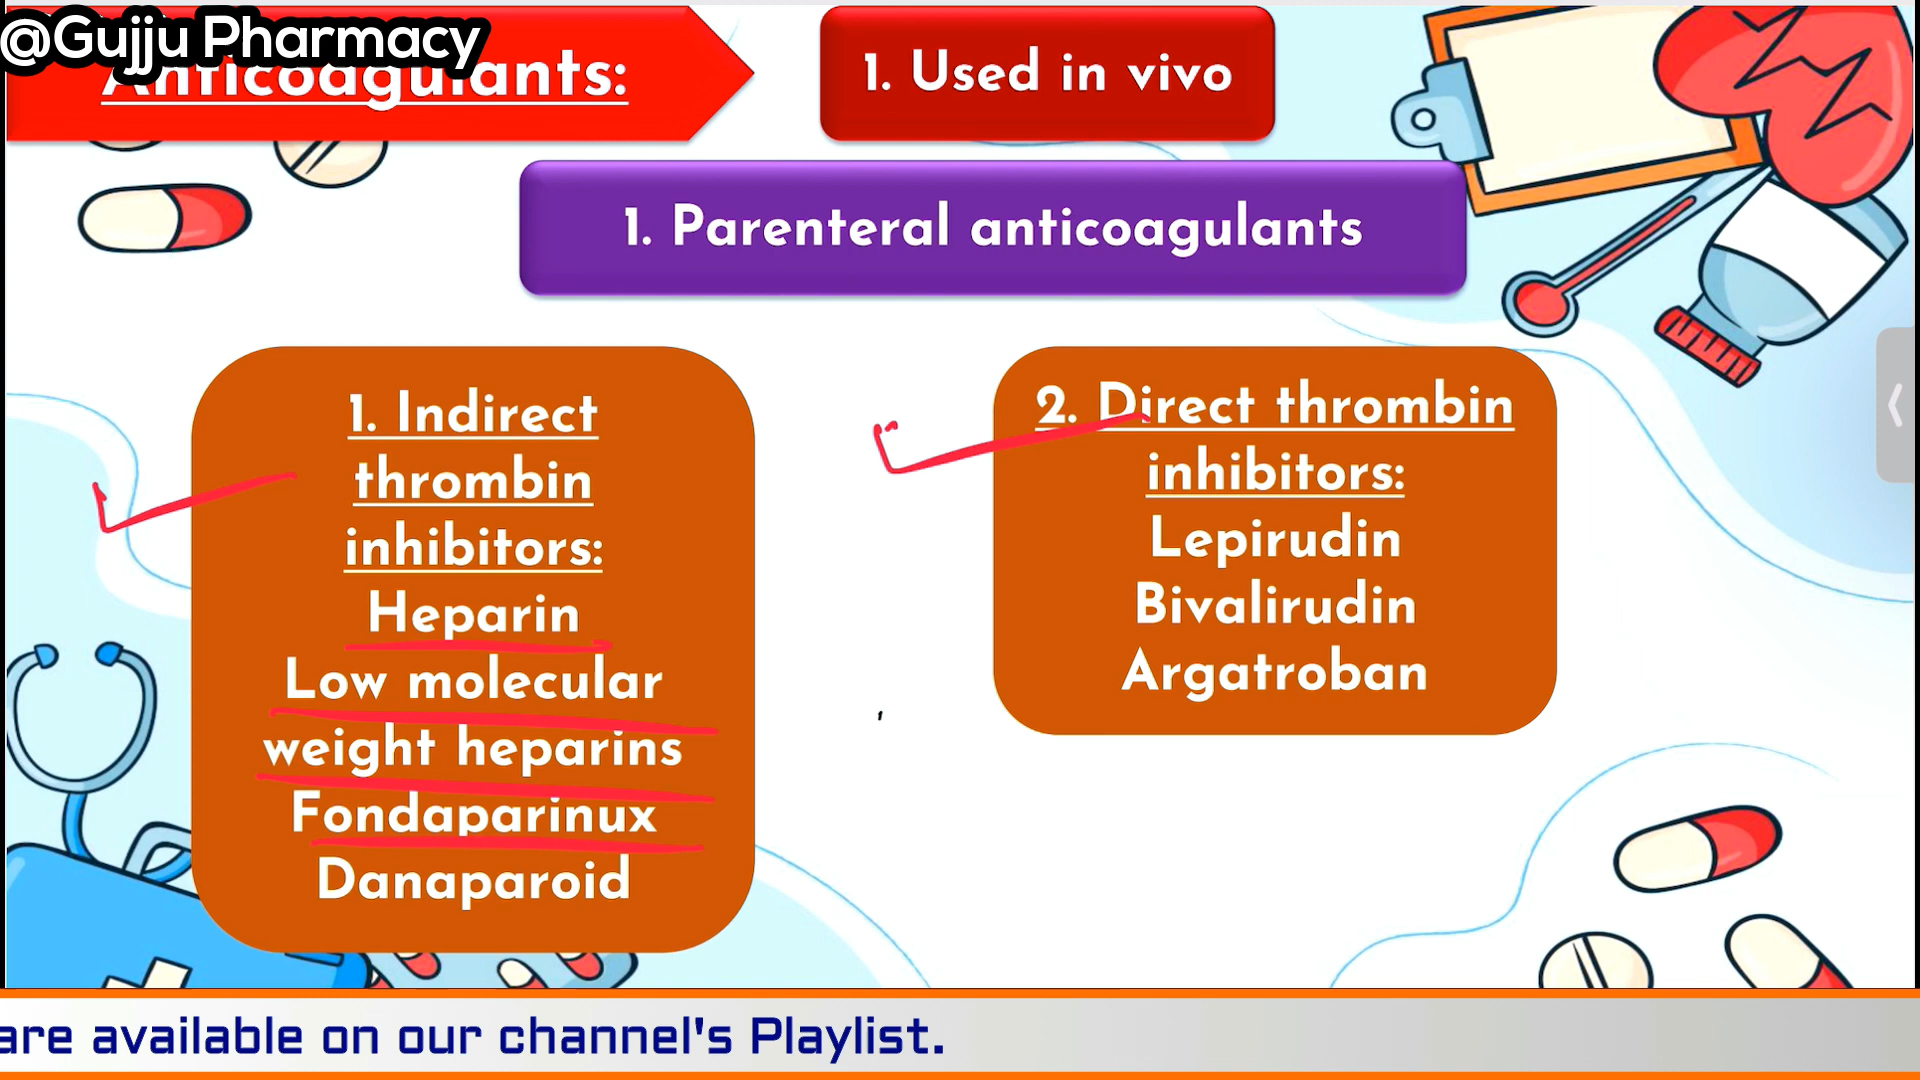 @Gujju Pharmacy
Anticoagulants:
1. Used in vivo
1. Parenteral anticoagulants
1. Indirect
thrombin
inhibitors:
Heparin
Low molecular
weight heparins
Fondaparinux
Danaparoid
2. Direct thrombin
inhibitors:
Lepirudin
Bivalirudin
Argatroban
are available on our channel's Playlist.